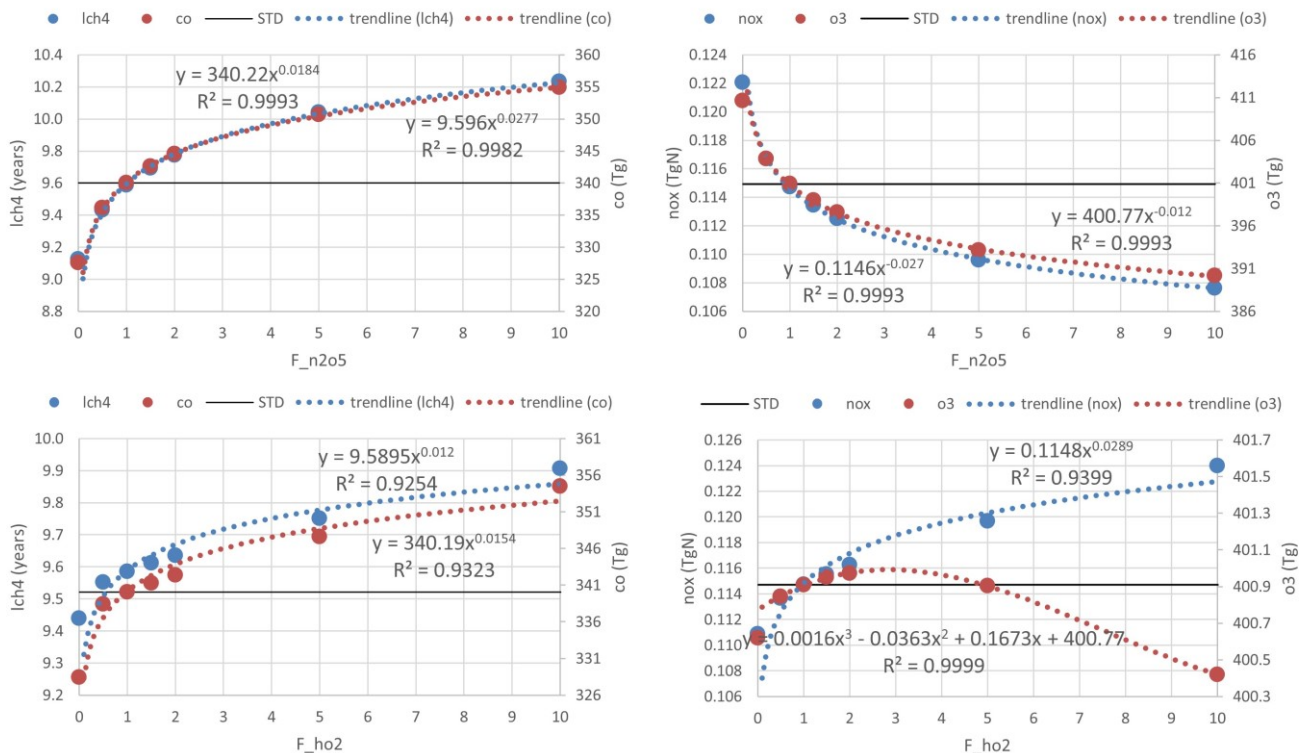 lch4 co STD trendline (lch4) trendline (co)
10.4
10.2
10.0
9.8
9.6
9.4
9.2
9.0
8.8
lch4 (years)
y = 340.22x^0.0184
R² = 0.9993
y = 9.596x^0.0277
R² = 0.9982
360
355
350
345
340
335
330
325
320
co (Tg)
0 1 2 3 4 5 6 7 8 9 10
F_n2o5
nox o3 STD trendline (nox) trendline (o3)
0.124
0.122
0.120
0.118
0.116
0.114
0.112
0.110
0.108
0.106
nox (TgN)
y = 400.77x^-0.012
R² = 0.9993
y = 0.1146x^-0.027
R² = 0.9993
416
411
406
401
396
391
386
o3 (Tg)
0 1 2 3 4 5 6 7 8 9 10
F_n2o5
lch4 co STD trendline (lch4) trendline (co)
10.0
9.9
9.8
9.7
9.6
9.5
9.4
9.3
9.2
lch4 (years)
y = 9.5895x^0.012
R² = 0.9254
y = 340.19x^0.0154
R² = 0.9323
361
356
351
346
341
336
331
326
co (Tg)
0 1 2 3 4 5 6 7 8 9 10
F_ho2
STD nox o3 trendline (nox) trendline (o3)
0.126
0.124
0.122
0.120
0.118
0.116
0.114
0.112
0.110
0.108
0.106
nox (TgN)
y = 0.1148x^0.0289
R² = 0.9399
y = 0.0016x³ - 0.0363x² + 0.1673x + 400.77
R² = 0.9999
401.7
401.5
401.3
401.1
400.9
400.7
400.5
400.3
o3 (Tg)
0 1 2 3 4 5 6 7 8 9 10
F_ho2